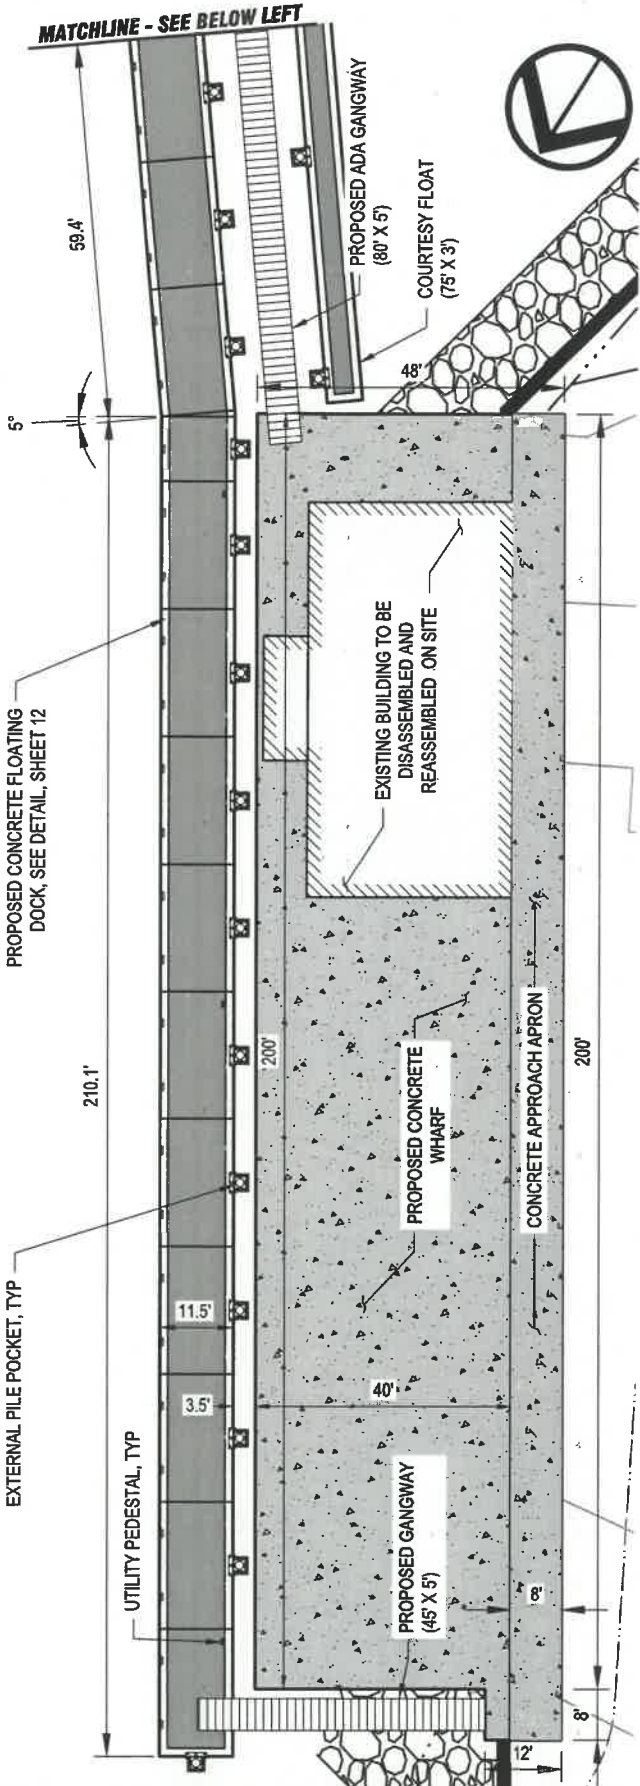 MATCHLINE - SEE BELOW LEFT
59.4'
PROPOSED ADA GANGWAY
(80' X 5')
COURTESY FLOAT
(75' X 3')
48'
5°
PROPOSED CONCRETE FLOATING
DOCK, SEE DETAIL, SHEET 12
EXISTING BUILDING TO BE
DISASSEMBLED AND
REASSEMBLED ON SITE
210.1'
200'
PROPOSED CONCRETE
WHARF
CONCRETE APPROACH APRON
200'
EXTERNAL PILE POCKET, TYP
11.5'
3.5'
40'
UTILITY PEDESTAL, TYP
PROPOSED GANGWAY
(45' X 5')
8'
8'
12'